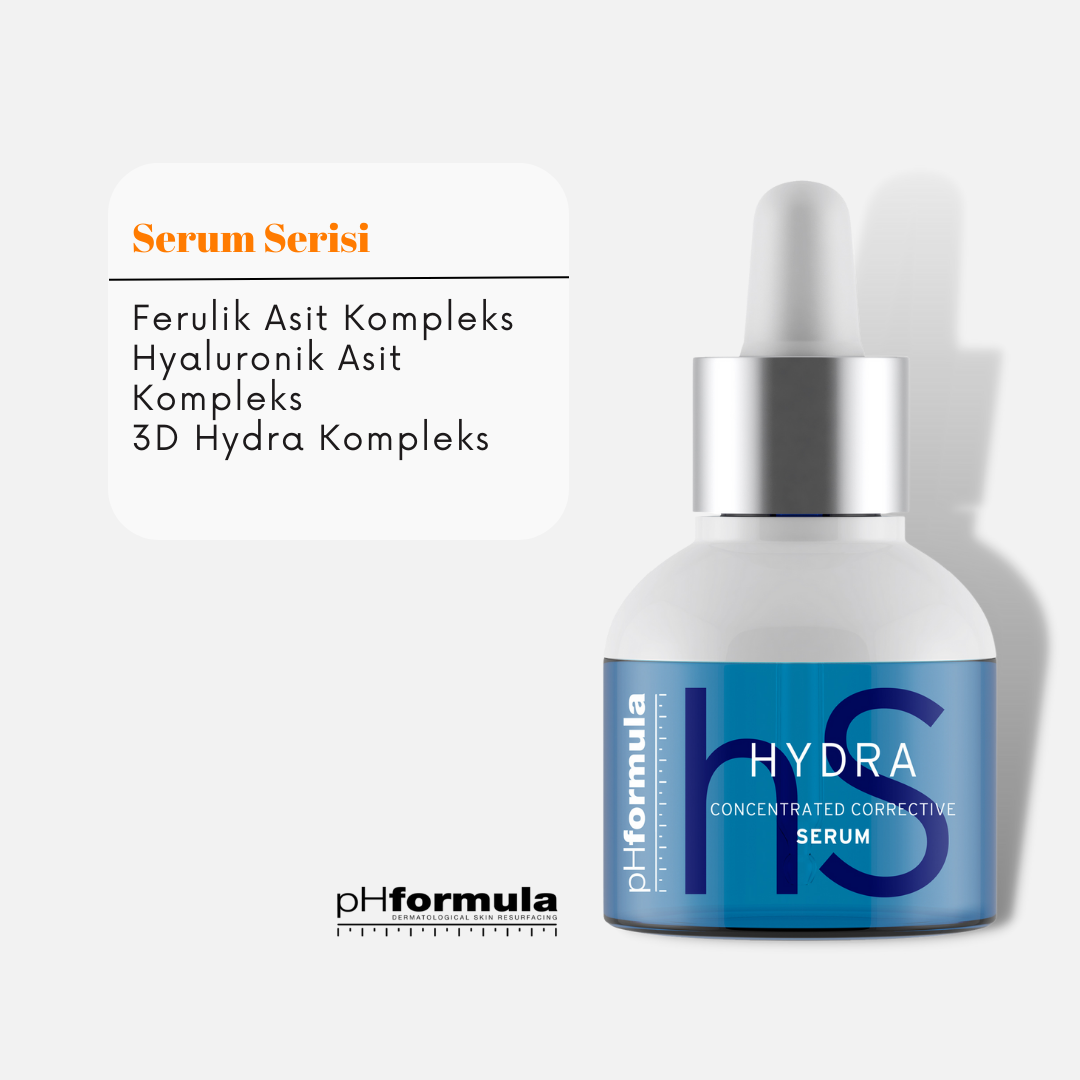 Serum Serisi
Ferulik Asit Kompleks
Hyaluronik Asit
Kompleks
3D Hydra Kompleks
pHformula
hS
HYDRA
CONCENTRATED CORRECTIVE
SERUM
pHformula
DERMATOLOGICAL SKIN RESURFACING